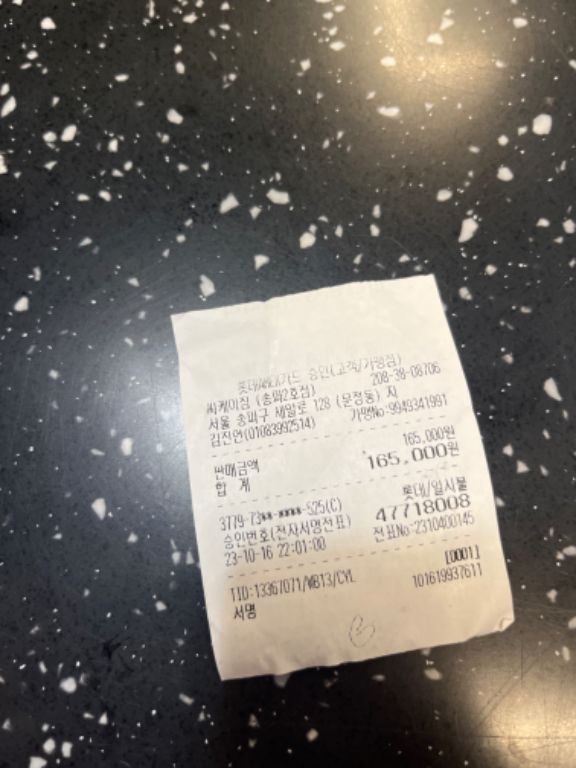 롯데/아멕스카드 승인(고객/가맹점)
208-38-08706
씨케이짐 (송파2호점)
서울 송파구 새말로 128 (문정동) 지
김진연(01083992514) 가맹No:9949341991
판매금액 165,000원
합 계 165,000원
3779-73**-****-525(C) 롯데/일시불
승인번호(전자서명전표) 47718008
23-10-16 22:01:00 전표No:2310400145
[0001]
TID:13367071/WB13/CYL 101619937611
서명